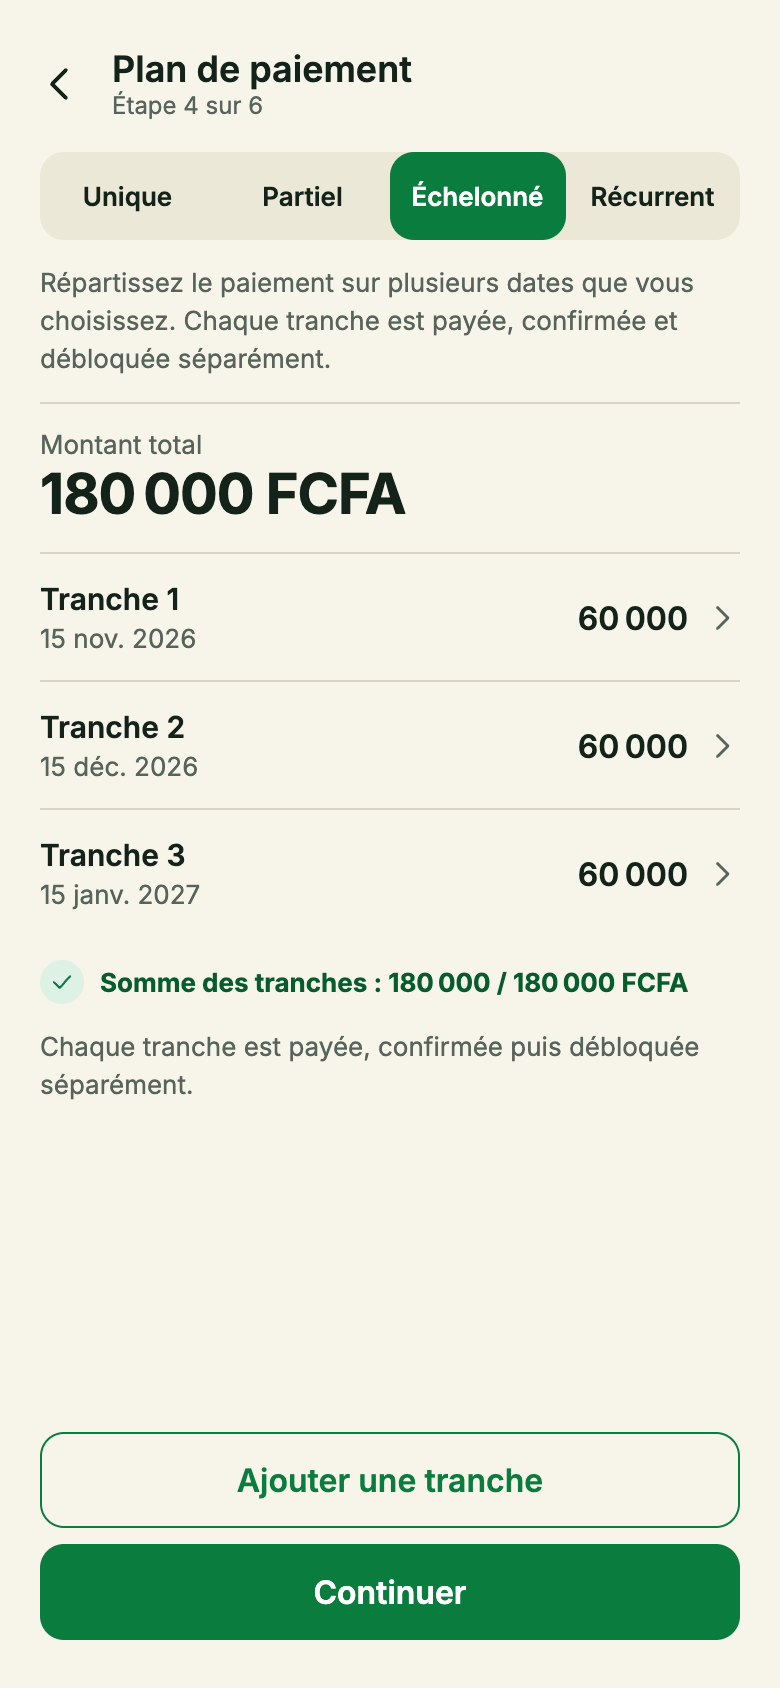 Plan de paiement
Étape 4 sur 6
Unique
Partiel
Échelonné
Récurrent
Répartissez le paiement sur plusieurs dates que vous
choisissez. Chaque tranche est payée, confirmée et
débloquée séparément.
Montant total
180 000 FCFA
Tranche 1
15 nov. 2026
60 000
Tranche 2
15 déc. 2026
60 000
Tranche 3
15 janv. 2027
60 000
Somme des tranches : 180 000 / 180 000 FCFA
Chaque tranche est payée, confirmée puis débloquée
séparément.
Ajouter une tranche
Continuer